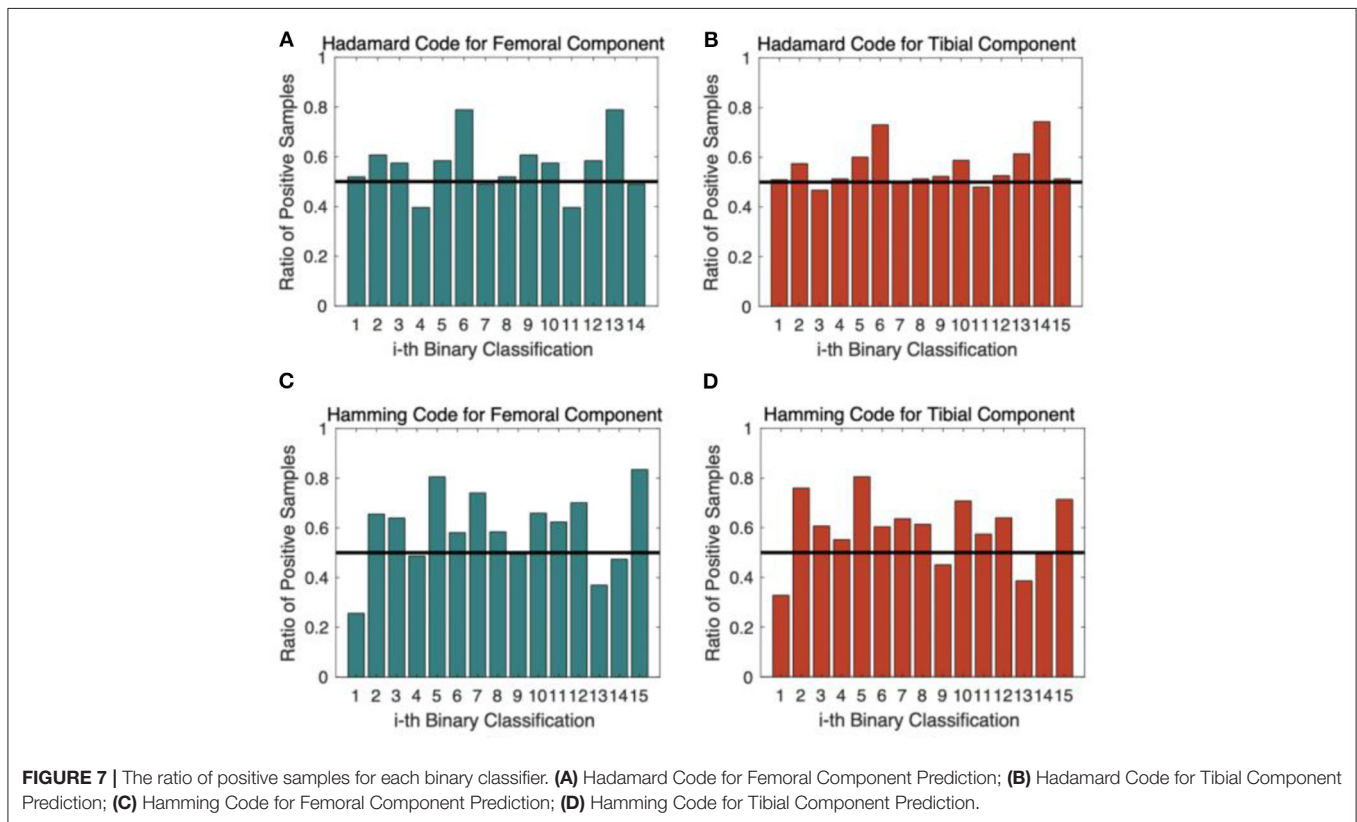 A
Hadamard Code for Femoral Component
Ratio of Positive Samples
1
0.8
0.6
0.4
0.2
0
1 2 3 4 5 6 7 8 9 10 11 12 13 14
i-th Binary Classification
B
Hadamard Code for Tibial Component
Ratio of Positive Samples
1
0.8
0.6
0.4
0.2
0
1 2 3 4 5 6 7 8 9 10 11 12 13 14 15
i-th Binary Classification
C
Hamming Code for Femoral Component
Ratio of Positive Samples
1
0.8
0.6
0.4
0.2
0
1 2 3 4 5 6 7 8 9 10 11 12 13 14 15
i-th Binary Classification
D
Hamming Code for Tibial Component
Ratio of Positive Samples
1
0.8
0.6
0.4
0.2
0
1 2 3 4 5 6 7 8 9 10 11 12 13 14 15
i-th Binary Classification
FIGURE 7 | The ratio of positive samples for each binary classifier. (A) Hadamard Code for Femoral Component Prediction; (B) Hadamard Code for Tibial Component
Prediction; (C) Hamming Code for Femoral Component Prediction; (D) Hamming Code for Tibial Component Prediction.